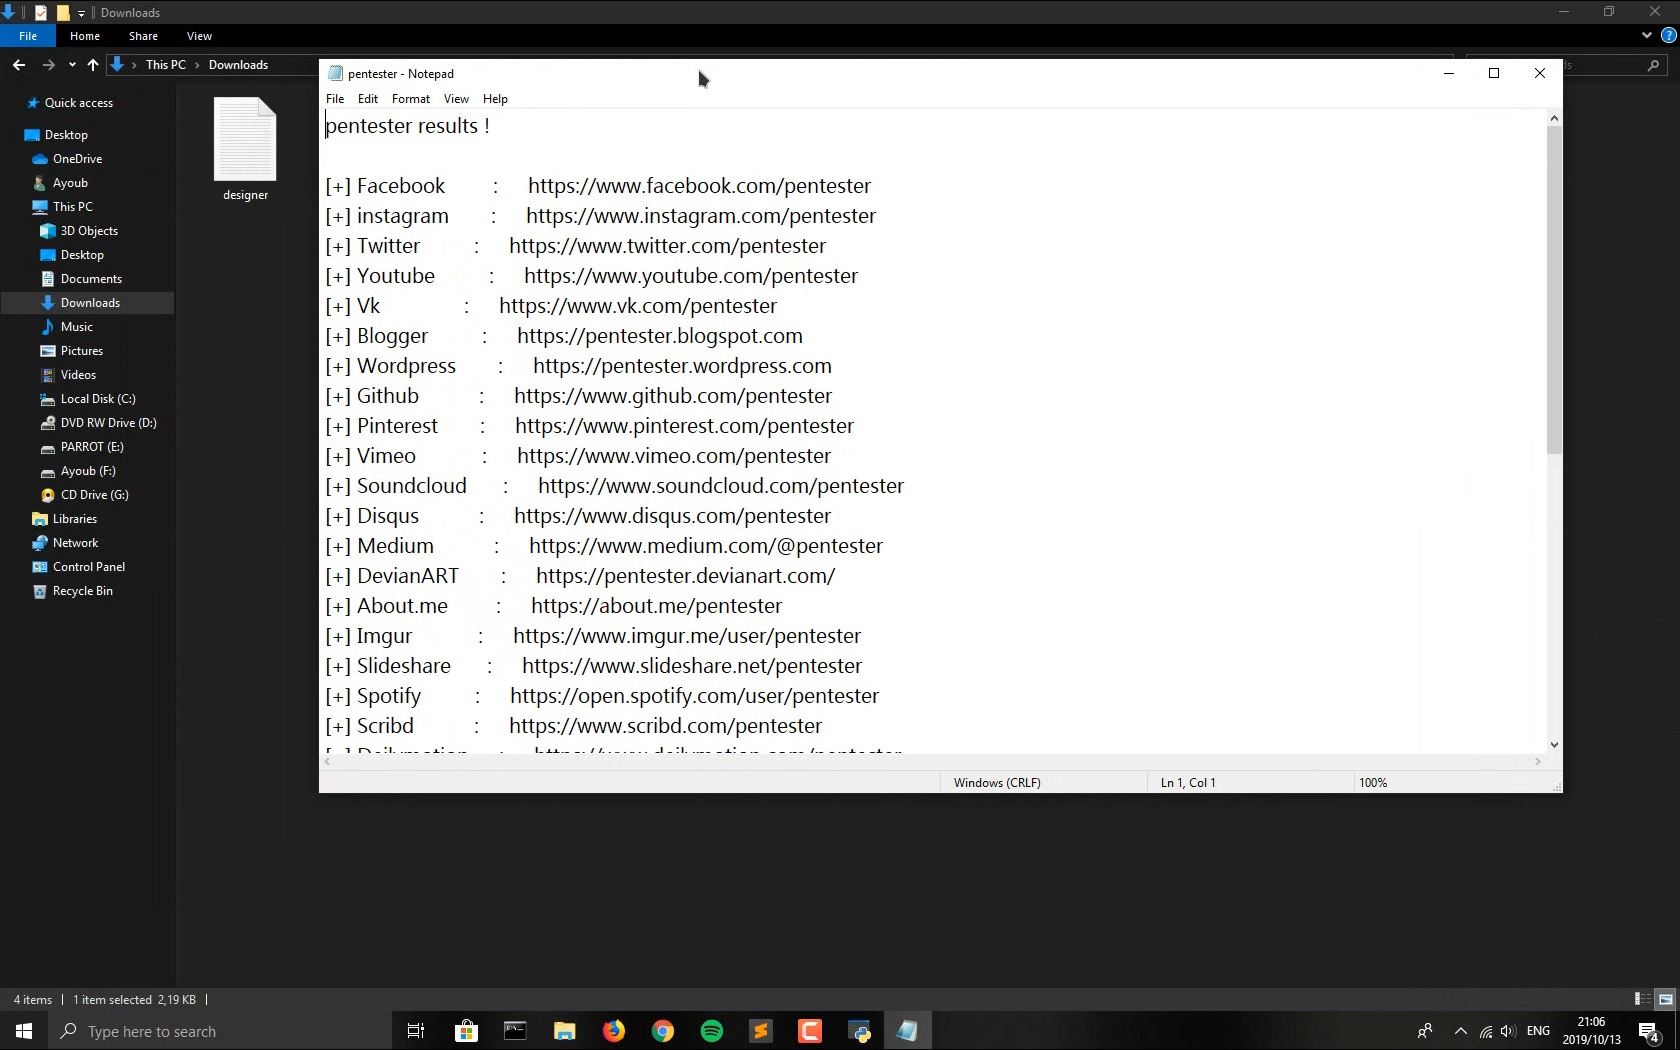 Downloads
File Home Share View
This PC Downloads
Quick access
Desktop
OneDrive
Ayoub
This PC
3D Objects
Desktop
Documents
Downloads
Music
Pictures
Videos
Local Disk (C:)
DVD RW Drive (D:)
PARROT (E:)
Ayoub (F:)
CD Drive (G:)
Libraries
Network
Control Panel
Recycle Bin
designer
pentester - Notepad
File Edit Format View Help
pentester results !
[+] Facebook : https://www.facebook.com/pentester
[+] instagram : https://www.instagram.com/pentester
[+] Twitter : https://www.twitter.com/pentester
[+] Youtube : https://www.youtube.com/pentester
[+] Vk : https://www.vk.com/pentester
[+] Blogger : https://pentester.blogspot.com
[+] Wordpress : https://pentester.wordpress.com
[+] Github : https://www.github.com/pentester
[+] Pinterest : https://www.pinterest.com/pentester
[+] Vimeo : https://www.vimeo.com/pentester
[+] Soundcloud : https://www.soundcloud.com/pentester
[+] Disqus : https://www.disqus.com/pentester
[+] Medium : https://www.medium.com/@pentester
[+] DevianART : https://pentester.devianart.com/
[+] About.me : https://about.me/pentester
[+] Imgur : https://www.imgur.me/user/pentester
[+] Slideshare : https://www.slideshare.net/pentester
[+] Spotify : https://open.spotify.com/user/pentester
[+] Scribd : https://www.scribd.com/pentester
Windows (CRLF) Ln 1, Col 1 100%
4 items 1 item selected 2,19 KB
Type here to search
ENG
21:06
2019/10/13
4